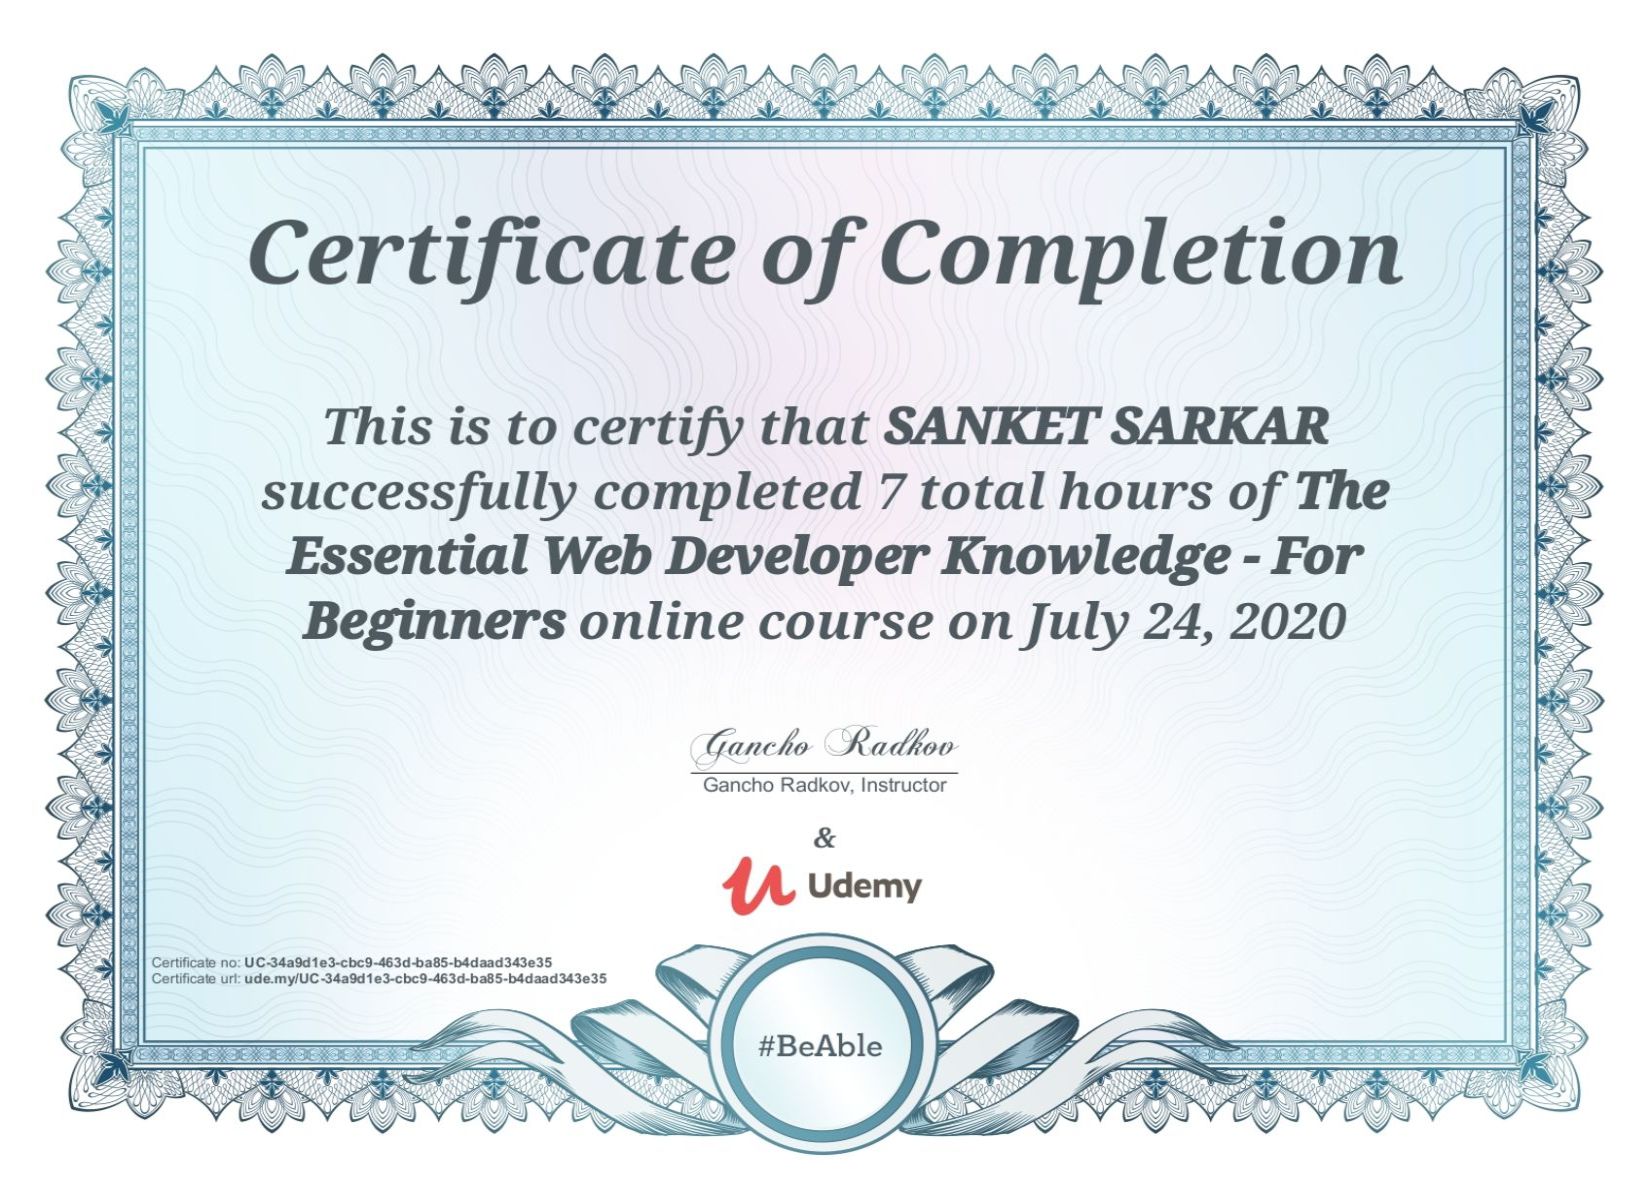 Certificate of Completion
This is to certify that SANKET SARKAR
successfully completed 7 total hours of The
Essential Web Developer Knowledge - For
Beginners online course on July 24, 2020
Gancho Radkov
Gancho Radkov, Instructor
&
Udemy
Certificate no: UC-34a9d1e3-cbc9-463d-ba85-b4daad343e35
Certificate url: ude.my/UC-34a9d1e3-cbc9-463d-ba85-b4daad343e35
#BeAble